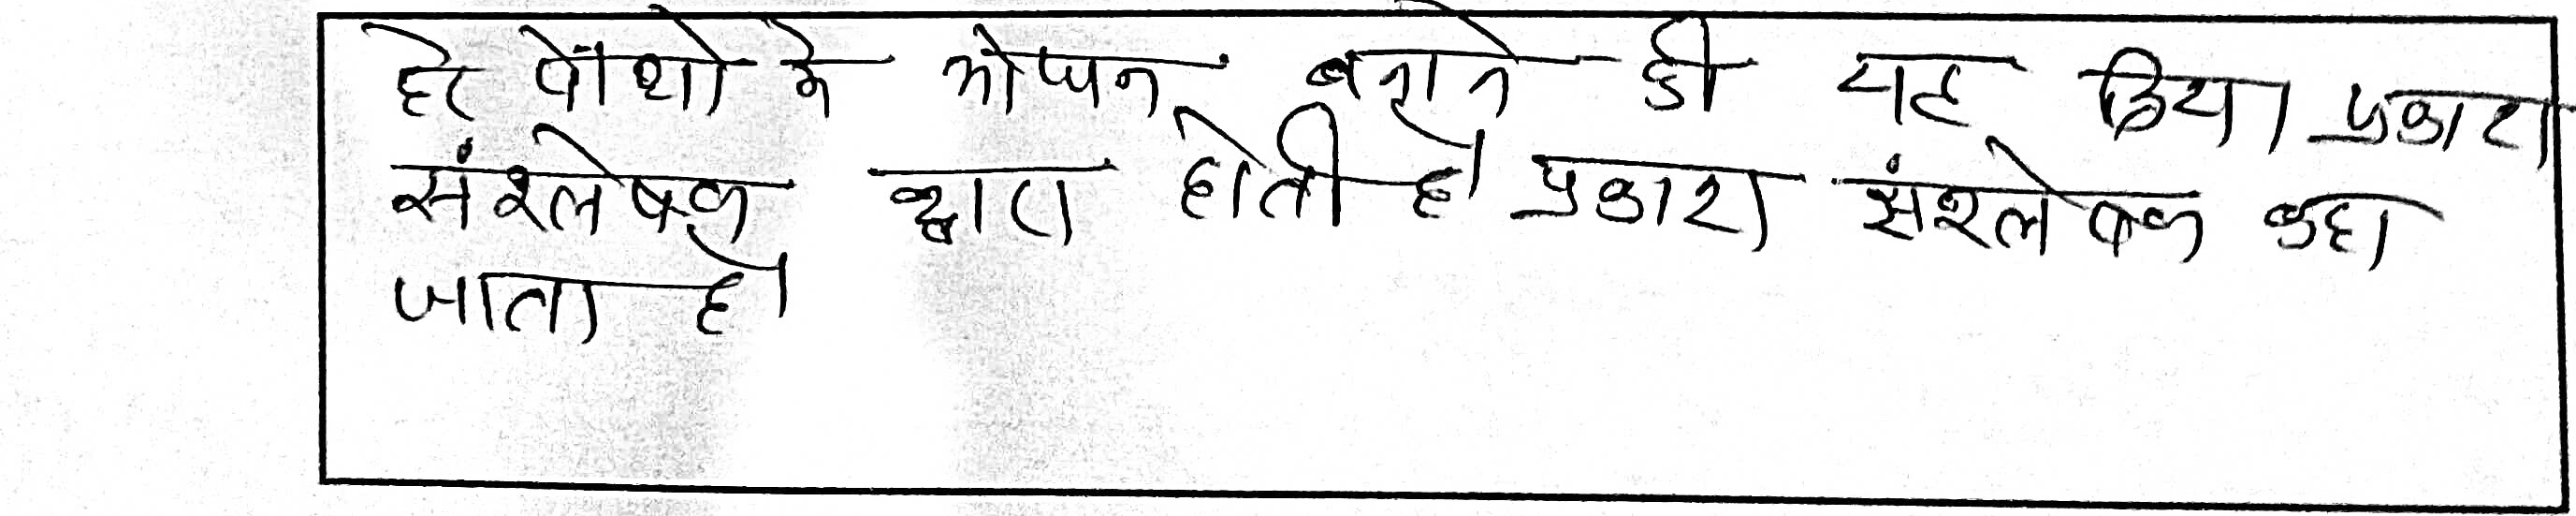 हरे पौधो के भोजन बनाने की यह क्रिया प्रकाश
संश्लेषण द्वारा होती है प्रकाश संश्लेषण कहा
जाता है